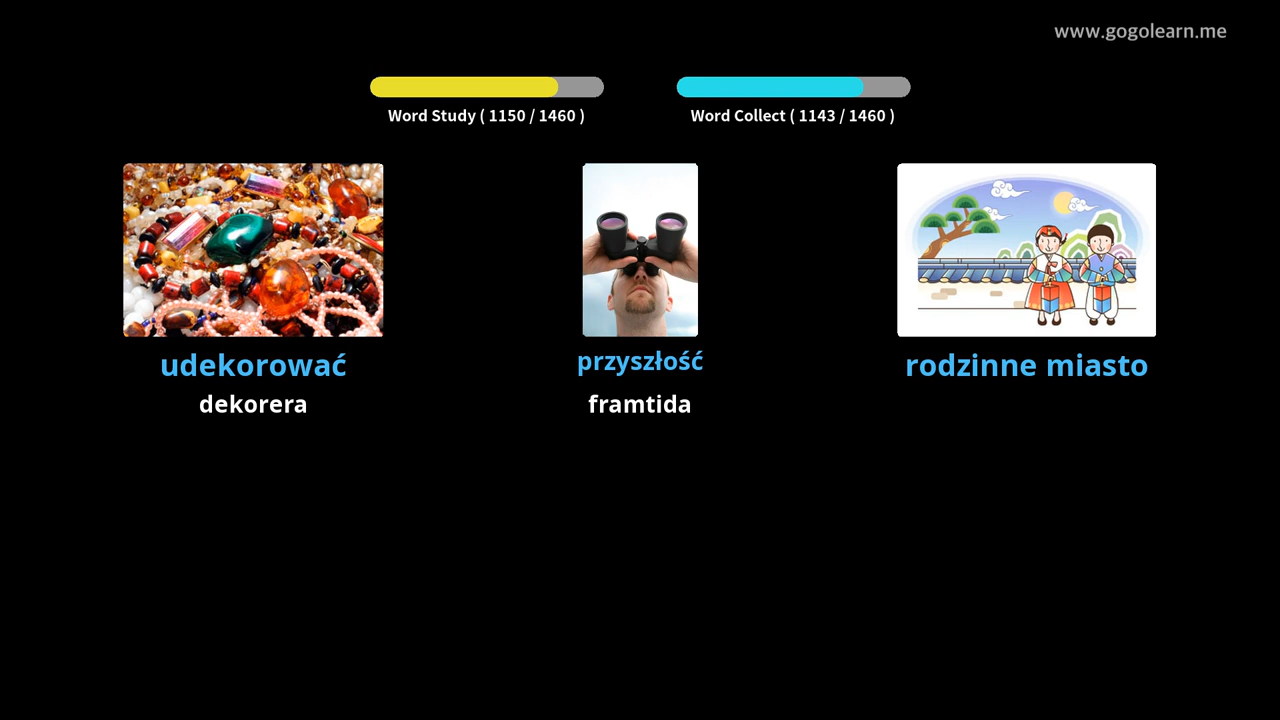 www.gogolearn.me
Word Study ( 1150 / 1460 )
Word Collect ( 1143 / 1460 )
udekorować
dekorera
przyszłość
framtida
rodzinne miasto